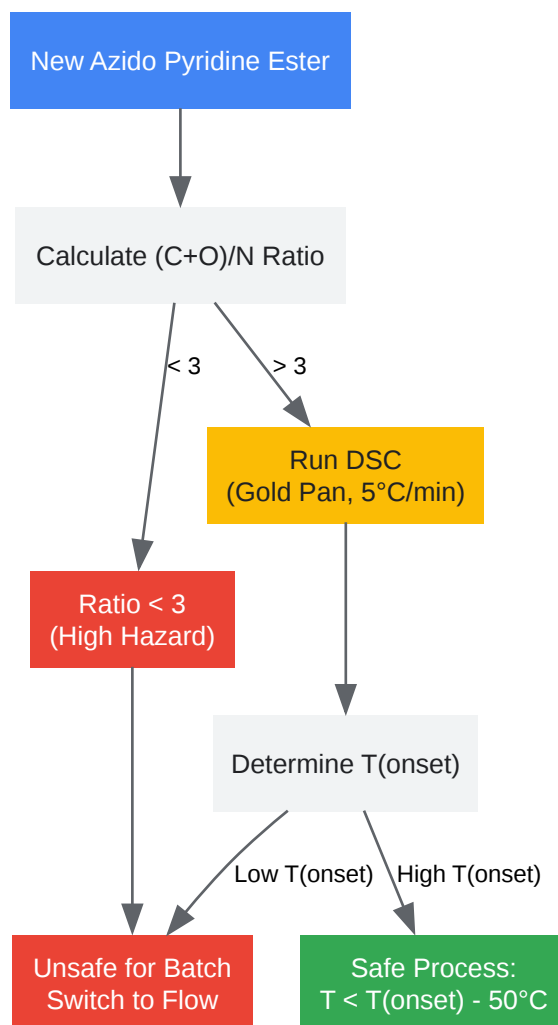 New Azido Pyridine Ester
Calculate (C+O)/N Ratio
< 3
> 3
Run DSC
(Gold Pan, 5°C/min)
Ratio < 3
(High Hazard)
Determine T(onset)
Low T(onset)
High T(onset)
Unsafe for Batch
Switch to Flow
Safe Process:
T < T(onset) - 50°C